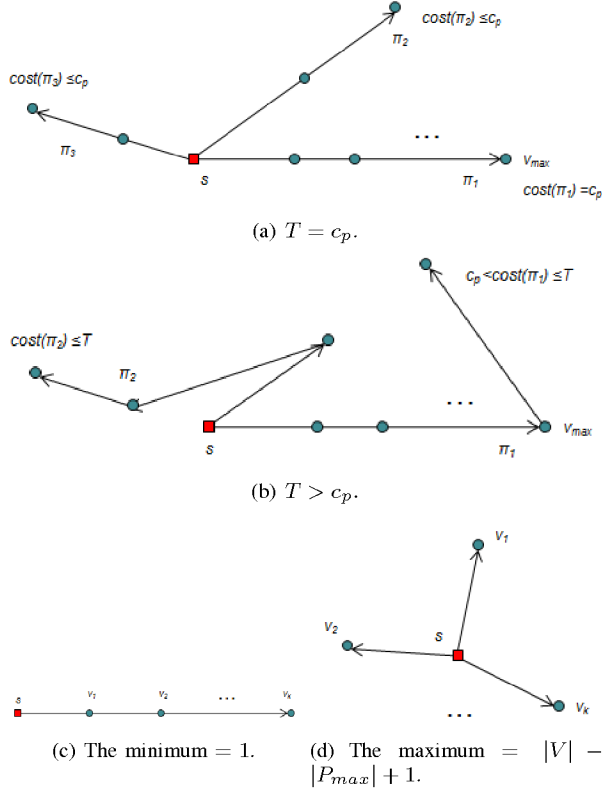 cost(π2) ≤cp
π2
cost(π3) ≤cp
π3
s
...
vmax
π1
cost(π1) =cp
(a) T = cp.
cp <cost(π1) ≤T
cost(π2) ≤T
π2
...
s
π1
vmax
(b) T > cp.
v1
v2
s
vk
...
s v1 v2 ... vk
(c) The minimum = 1.
(d) The maximum = |V| −
|Pmax| + 1.